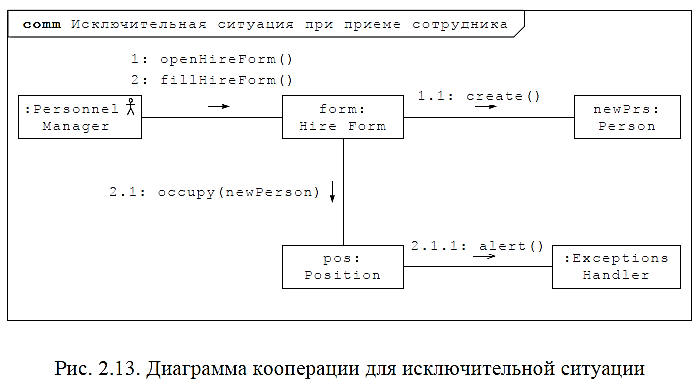 comm Исключительная ситуация при приеме сотрудника
1: openHireForm()
2: fillHireForm()
:Personnel
Manager
form:
Hire Form
1.1: create()
newPrs:
Person
2.1: occupy(newPerson)
pos:
Position
2.1.1: alert()
:Exceptions
Handler
Рис. 2.13. Диаграмма кооперации для исключительной ситуации